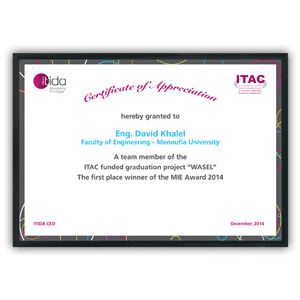 itida
ITAC
Certificate of Appreciation
hereby granted to
Eng. David Khalel
Faculty of Engineering – Menoufia University
A team member of the
ITAC funded graduation project "WASEL"
The first place winner of the MIE Award 2014
ITIDA CEO
December, 2014